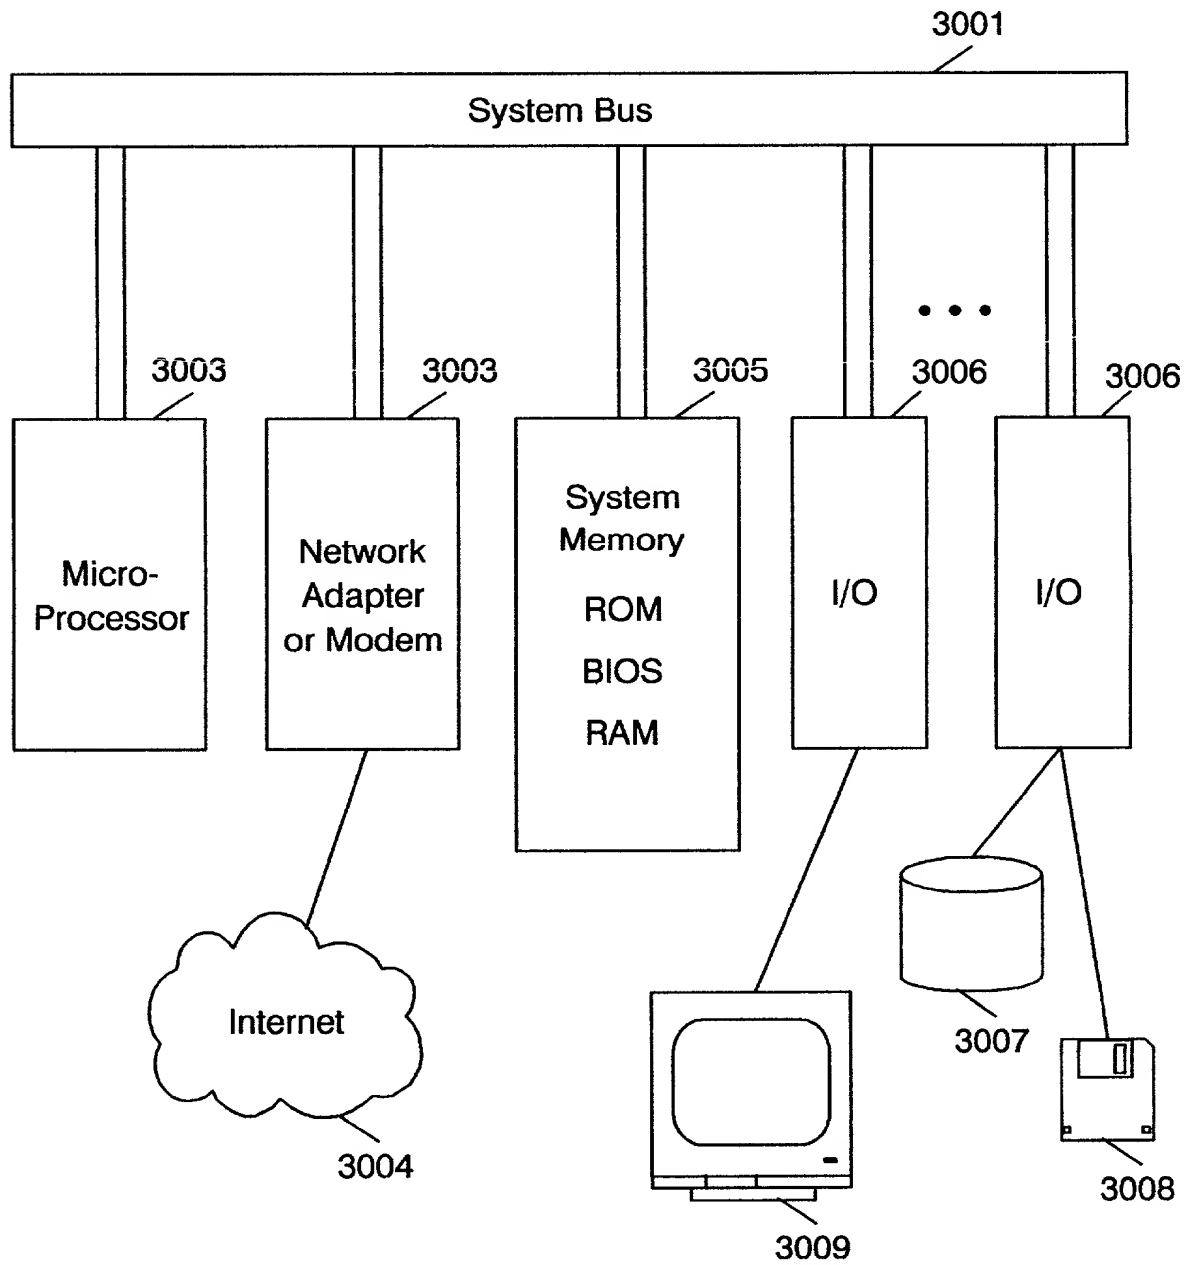 3001
System Bus
3003
3003
3005
3006
3006
Micro-
Processor
Network
Adapter
or Modem
System
Memory
ROM
BIOS
RAM
I/O
I/O
Internet
3004
3007
3008
3009